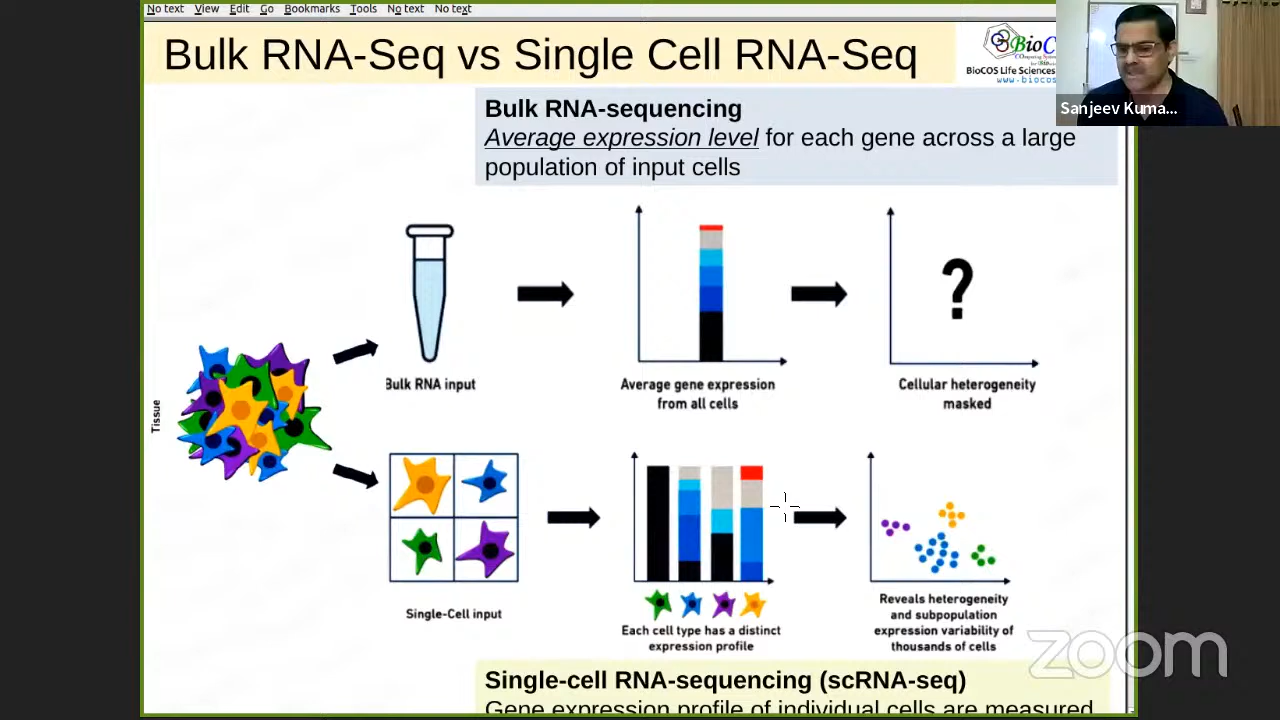 No text View Edit Go Bookmarks Tools No text No text
Bulk RNA-Seq vs Single Cell RNA-Seq
BioC
BioCOS Life Sciences
www.biocos
Sanjeev Kuma...
Bulk RNA-sequencing
Average expression level for each gene across a large
population of input cells
Tissue
Bulk RNA input
Average gene expression
from all cells
?
Cellular heterogeneity
masked
Single-Cell input
Each cell type has a distinct
expression profile
Reveals heterogeneity
and subpopulation
expression variability of
thousands of cells
zoom
Single-cell RNA-sequencing (scRNA-seq)
Gene expression profile of individual cells are measured